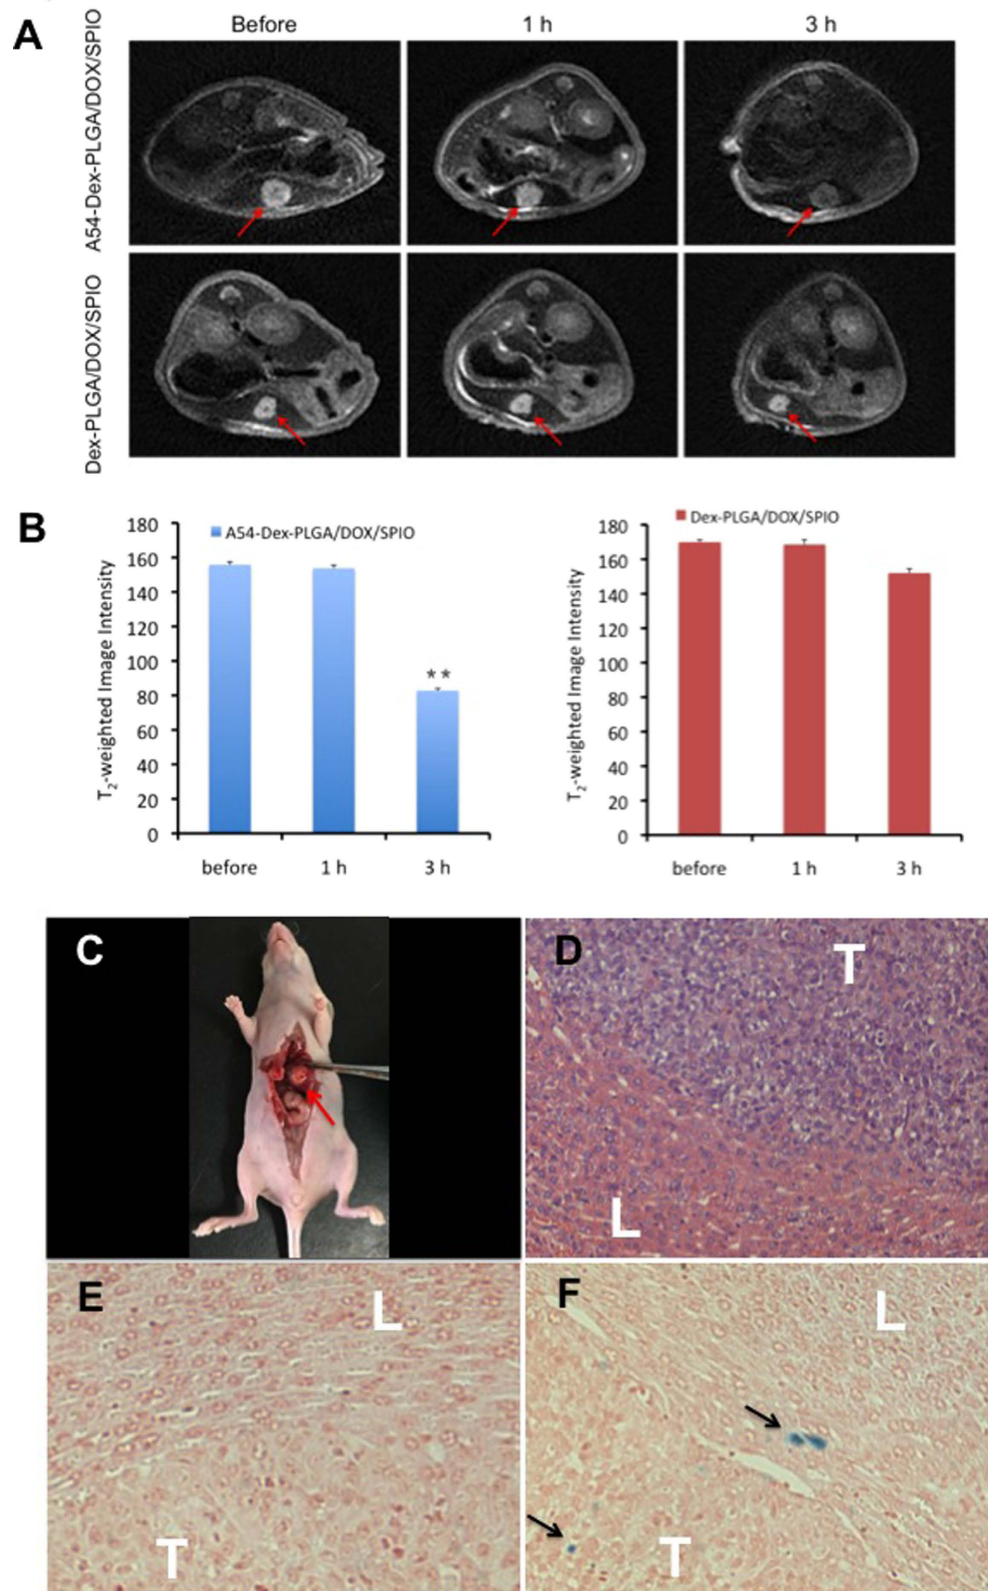 A
Before
1 h
3 h
A54-Dex-PLGA/DOX/SPIO
Dex-PLGA/DOX/SPIO
B
A54-Dex-PLGA/DOX/SPIO
T2-weighted Image Intensity
180
160
140
120
100
80
60
40
20
0
**
before
1 h
3 h
Dex-PLGA/DOX/SPIO
T2-weighted Image Intensity
180
160
140
120
100
80
60
40
20
0
before
1 h
3 h
C
D
T
L
E
L
T
F
L
T